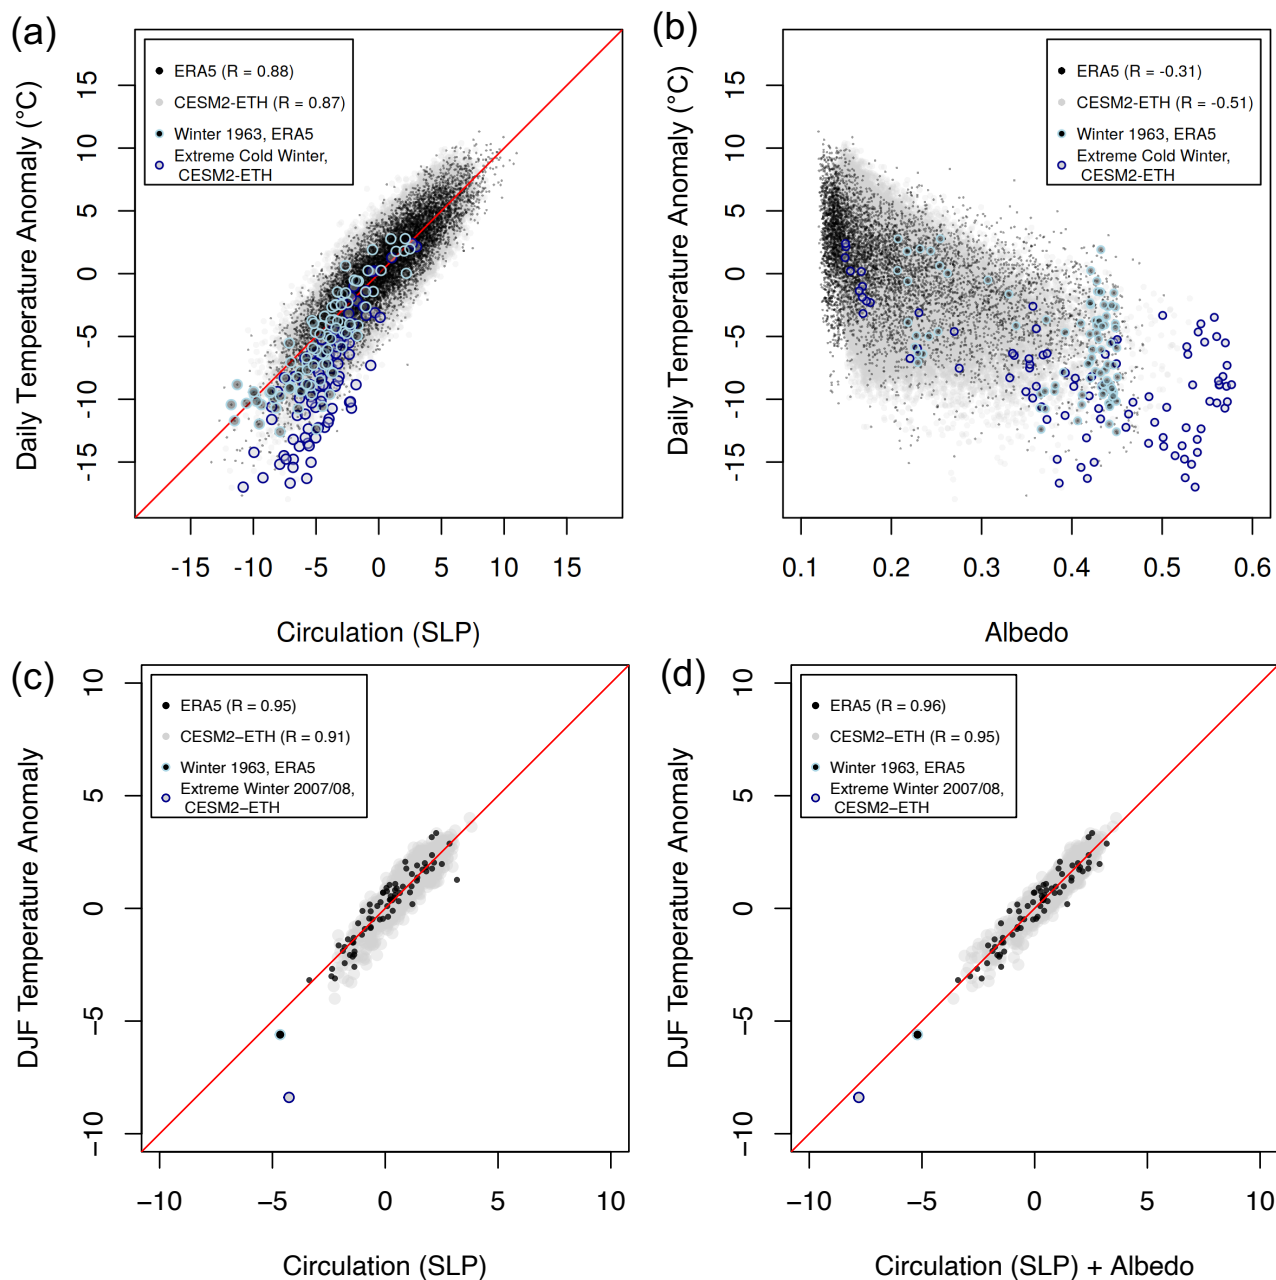 (a)
ERA5 (R = 0.88)
CESM2-ETH (R = 0.87)
Winter 1963, ERA5
Extreme Cold Winter,
CESM2-ETH
Daily Temperature Anomaly (°C)
15
10
5
0
-5
-10
-15
-15 -10 -5 0 5 10 15
Circulation (SLP)
(b)
ERA5 (R = -0.31)
CESM2-ETH (R = -0.51)
Winter 1963, ERA5
Extreme Cold Winter,
CESM2-ETH
Daily Temperature Anomaly (°C)
15
10
5
0
-5
-10
-15
0.1 0.2 0.3 0.4 0.5 0.6
Albedo
(c)
ERA5 (R = 0.95)
CESM2−ETH (R = 0.91)
Winter 1963, ERA5
Extreme Winter 2007/08,
CESM2−ETH
DJF Temperature Anomaly
10
5
0
−5
−10
−10 −5 0 5 10
Circulation (SLP)
(d)
ERA5 (R = 0.96)
CESM2−ETH (R = 0.95)
Winter 1963, ERA5
Extreme Winter 2007/08,
CESM2−ETH
DJF Temperature Anomaly
10
5
0
−5
−10
−10 −5 0 5 10
Circulation (SLP) + Albedo